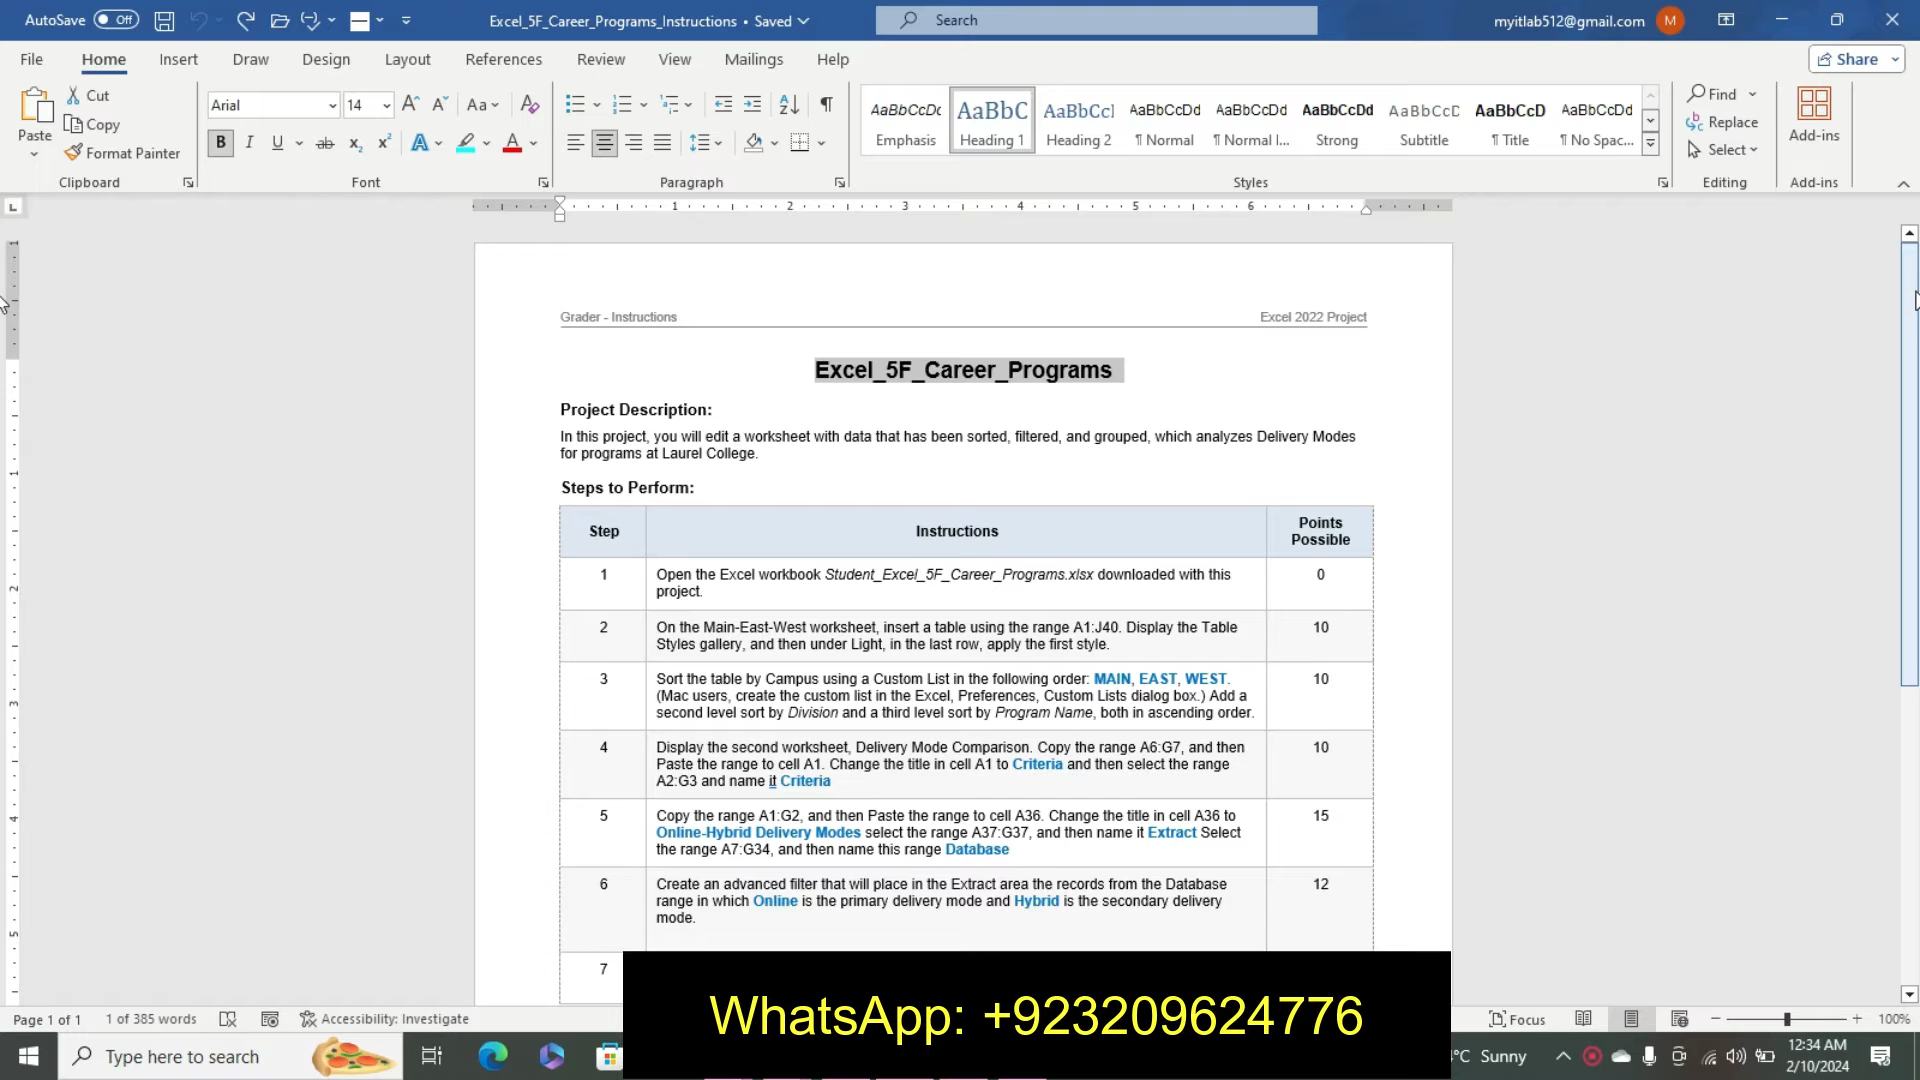 AutoSave Off Excel_5F_Career_Programs_Instructions • Saved Search myitlab512@gmail.com M
File Home Insert Draw Design Layout References Review View Mailings Help Share
Paste Cut Copy Format Painter
Arial 14 Aa
B I U ab x₂ x² A A
AaBbCcDc Emphasis
AaBbC Heading 1
AaBbCcI Heading 2
AaBbCcDd ¶ Normal
AaBbCcDd ¶ Normal I...
AaBbCcDd Strong
AaBbCcD Subtitle
AaBbCcD ¶ Title
AaBbCcDd ¶ No Spac...
Find Replace Select
Add-ins
Clipboard Font Paragraph Styles Editing Add-ins
1 2 3 4 5 6
Grader - Instructions Excel 2022 Project
Excel_5F_Career_Programs
Project Description:
In this project, you will edit a worksheet with data that has been sorted, filtered, and grouped, which analyzes Delivery Modes
for programs at Laurel College.
Steps to Perform:
Step Instructions Points Possible
1 Open the Excel workbook Student_Excel_5F_Career_Programs.xlsx downloaded with this 0
project.
2 On the Main-East-West worksheet, insert a table using the range A1:J40. Display the Table 10
Styles gallery, and then under Light, in the last row, apply the first style.
3 Sort the table by Campus using a Custom List in the following order: MAIN, EAST, WEST. 10
(Mac users, create the custom list in the Excel, Preferences, Custom Lists dialog box.) Add a
second level sort by Division and a third level sort by Program Name, both in ascending order.
4 Display the second worksheet, Delivery Mode Comparison. Copy the range A6:G7, and then 10
Paste the range to cell A1. Change the title in cell A1 to Criteria and then select the range
A2:G3 and name it Criteria
5 Copy the range A1:G2, and then Paste the range to cell A36. Change the title in cell A36 to 15
Online-Hybrid Delivery Modes select the range A37:G37, and then name it Extract Select
the range A7:G34, and then name this range Database
6 Create an advanced filter that will place in the Extract area the records from the Database 12
range in which Online is the primary delivery mode and Hybrid is the secondary delivery
mode.
7
WhatsApp: +923209624776
Page 1 of 1 1 of 385 words Accessibility: Investigate Focus 100%
Type here to search °C Sunny 12:34 AM
2/10/2024